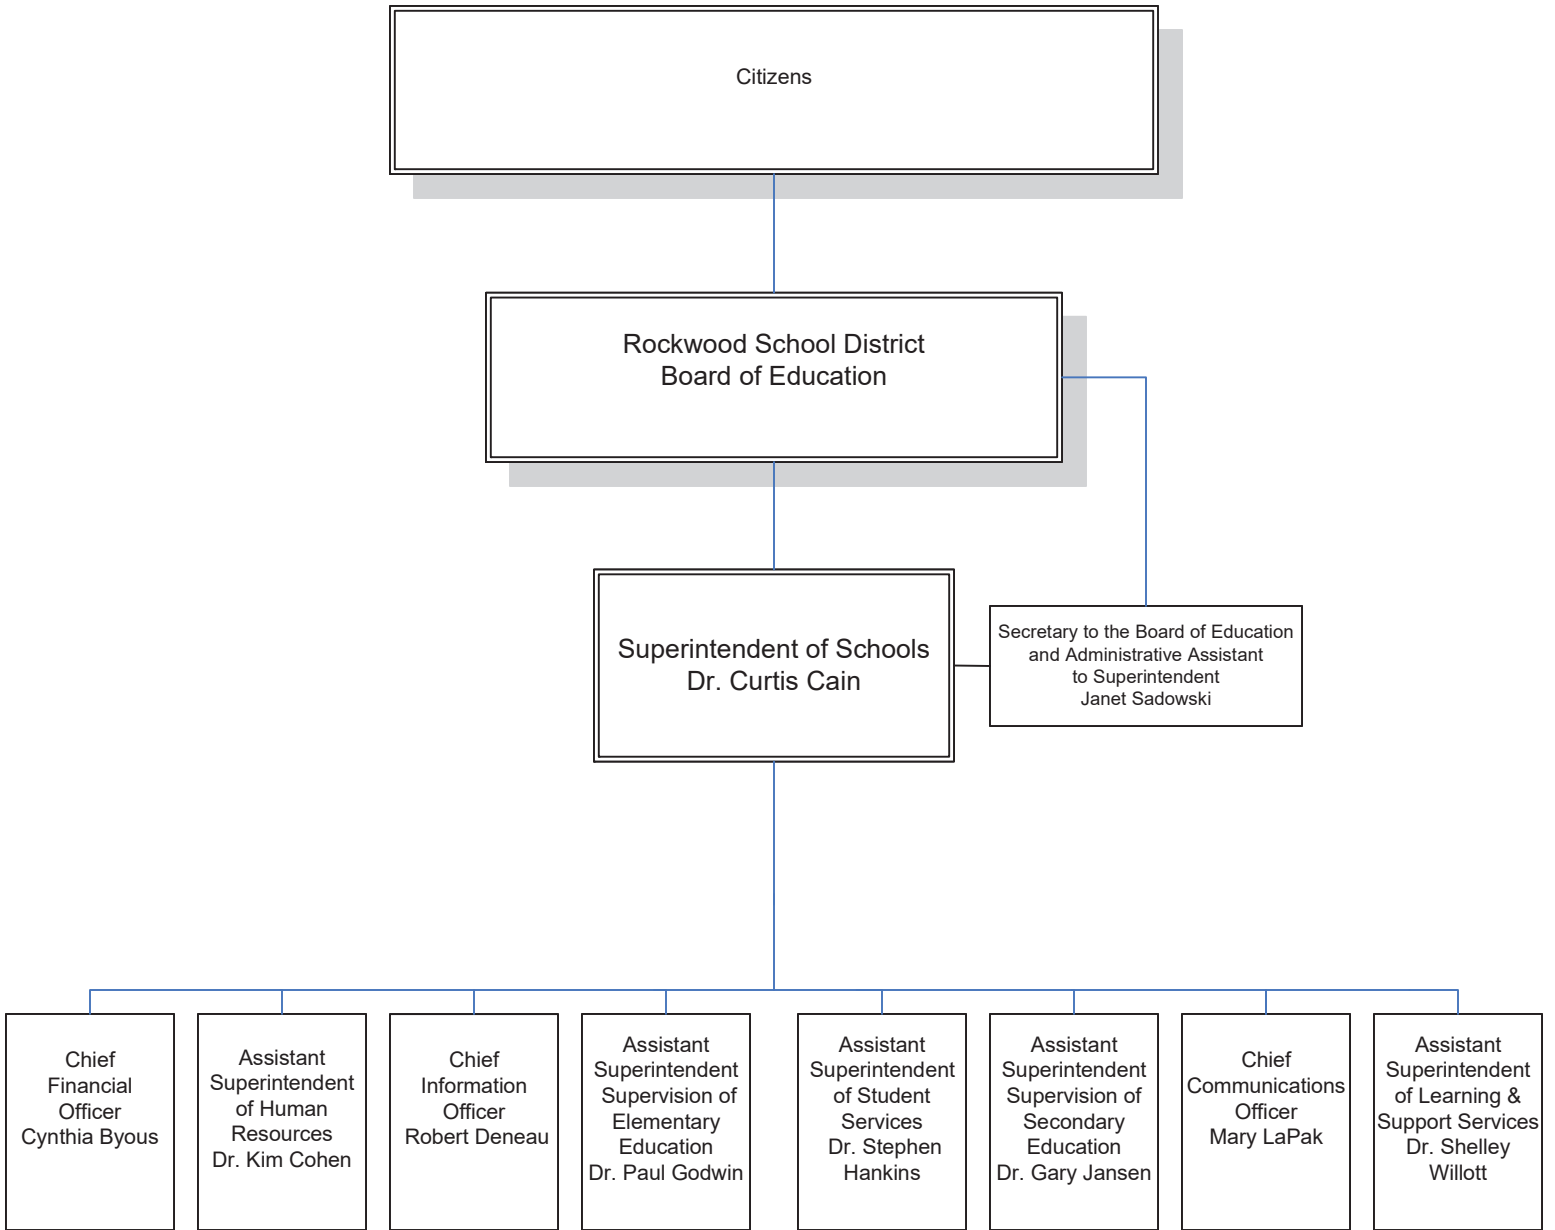 Citizens
Rockwood School District
Board of Education
Superintendent of Schools
Dr. Curtis Cain
Secretary to the Board of Education
and Administrative Assistant
to Superintendent
Janet Sadowski
Chief
Financial
Officer
Cynthia Byous
Assistant
Superintendent
of Human
Resources
Dr. Kim Cohen
Chief
Information
Officer
Robert Deneau
Assistant
Superintendent
Supervision of
Elementary
Education
Dr. Paul Godwin
Assistant
Superintendent
of Student
Services
Dr. Stephen
Hankins
Assistant
Superintendent
Supervision of
Secondary
Education
Dr. Gary Jansen
Chief
Communications
Officer
Mary LaPak
Assistant
Superintendent
of Learning &
Support Services
Dr. Shelley
Willott